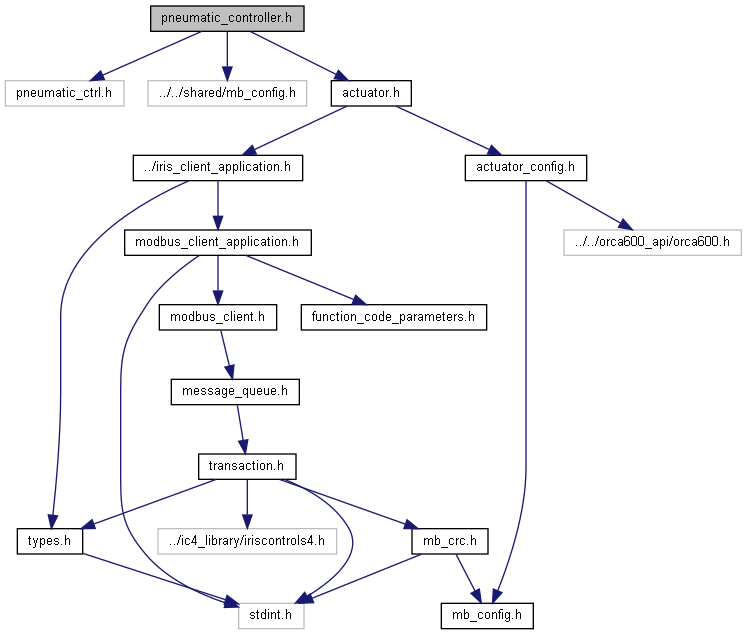 pneumatic_controller.h
pneumatic_ctrl.h
../../shared/mb_config.h
actuator.h
../iris_client_application.h
actuator_config.h
modbus_client_application.h
../../orca600_api/orca600.h
modbus_client.h
function_code_parameters.h
message_queue.h
transaction.h
types.h
../ic4_library/iriscontrols4.h
mb_crc.h
stdint.h
mb_config.h